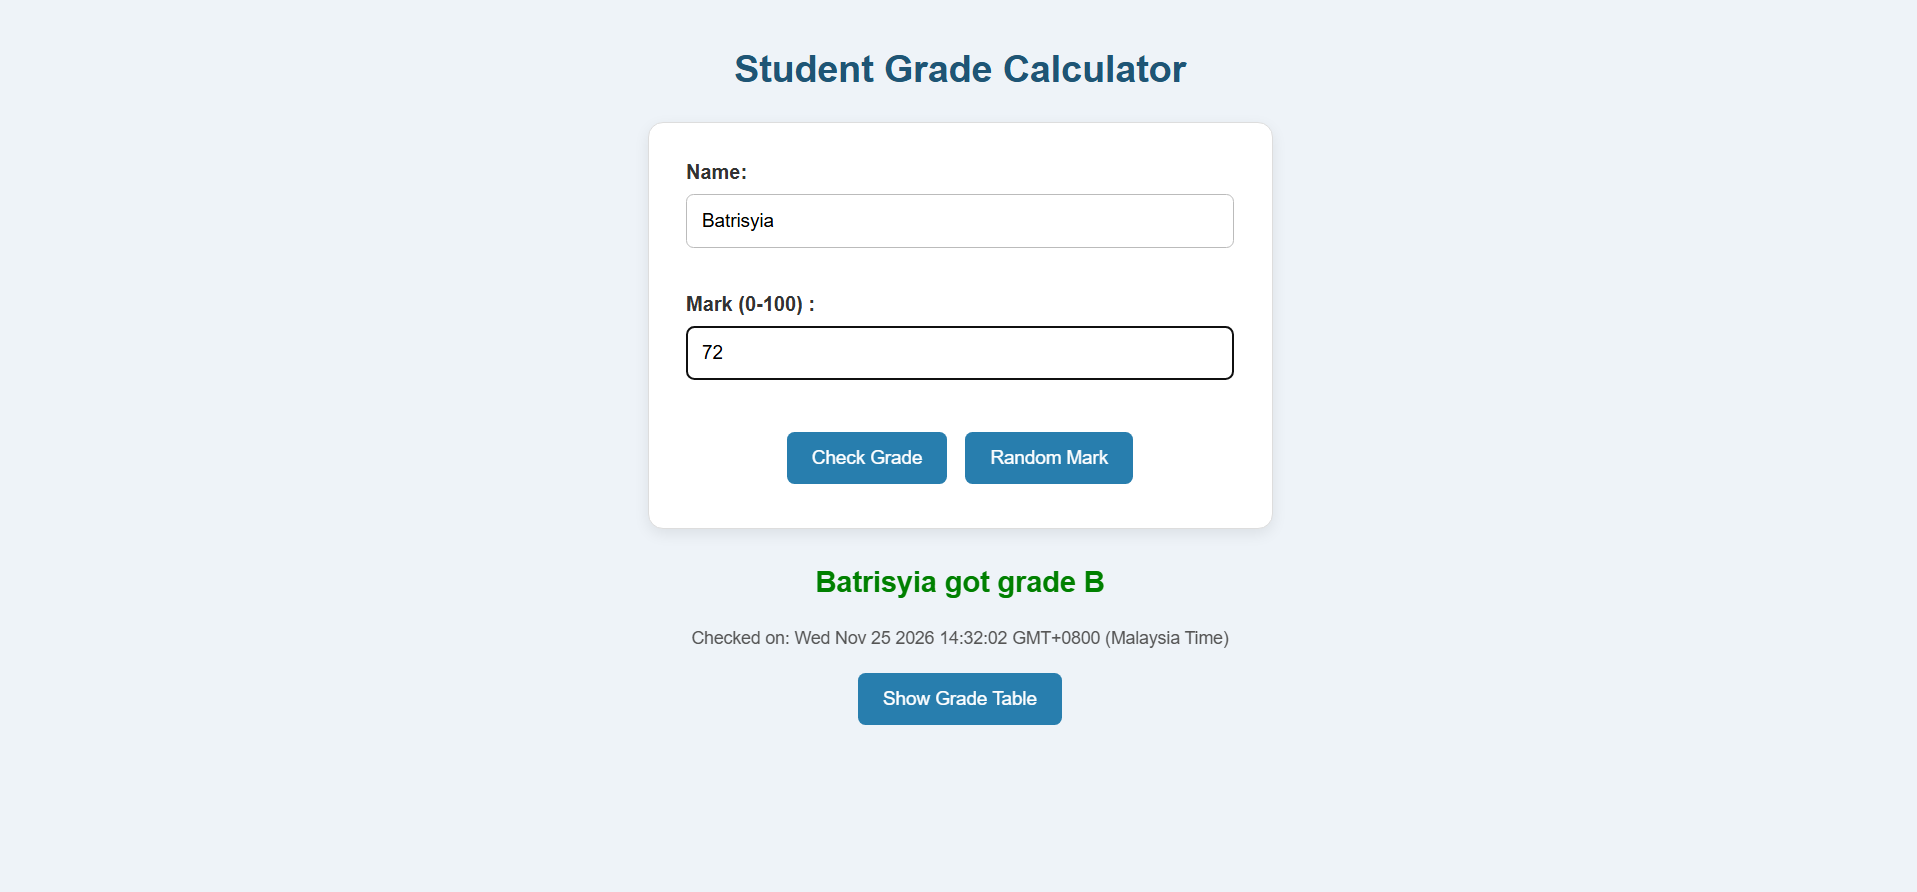 Student Grade Calculator
Name:
Batrisyia
Mark (0-100) :
72
Check Grade Random Mark
Batrisyia got grade B
Checked on: Wed Nov 25 2026 14:32:02 GMT+0800 (Malaysia Time)
Show Grade Table